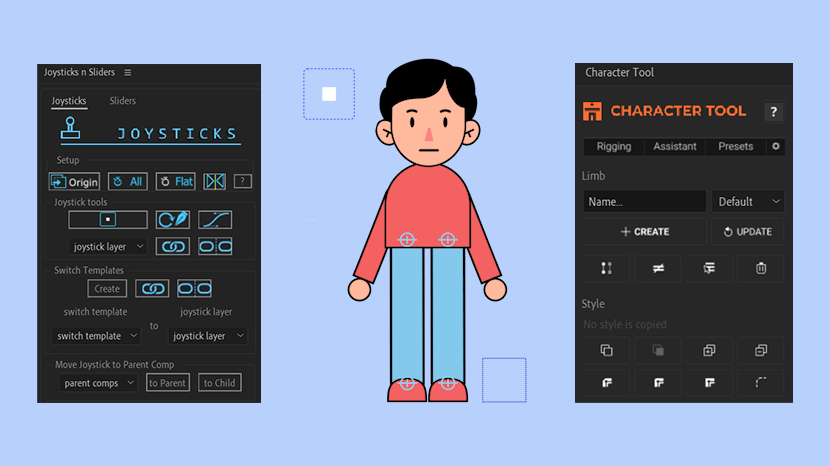 Joysticks n Sliders
Joysticks Sliders
JOYSTICKS
Setup
Origin All Flat ?
Joystick tools
joystick layer
Switch Templates
Create
switch template joystick layer
to
switch template joystick layer
Move Joystick to Parent Comp
parent comps to Parent to Child
Character Tool
CHARACTER TOOL ?
Rigging Assistant Presets
Limb
Name... Default
CREATE UPDATE
Style
No style is copied